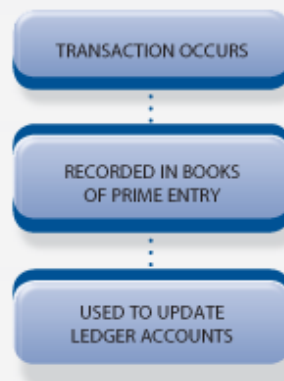 TRANSACTION OCCURS
RECORDED IN BOOKS
OF PRIME ENTRY
USED TO UPDATE
LEDGER ACCOUNTS